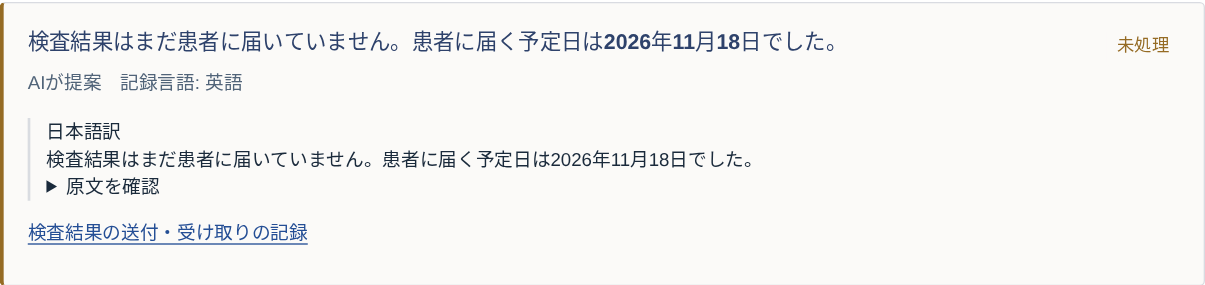 検査結果はまだ患者に届いていません。患者に届く予定日は2026年11月18日でした。
未処理
AIが提案　記録言語: 英語
日本語訳
検査結果はまだ患者に届いていません。患者に届く予定日は2026年11月18日でした。
▶ 原文を確認
検査結果の送付・受け取りの記録